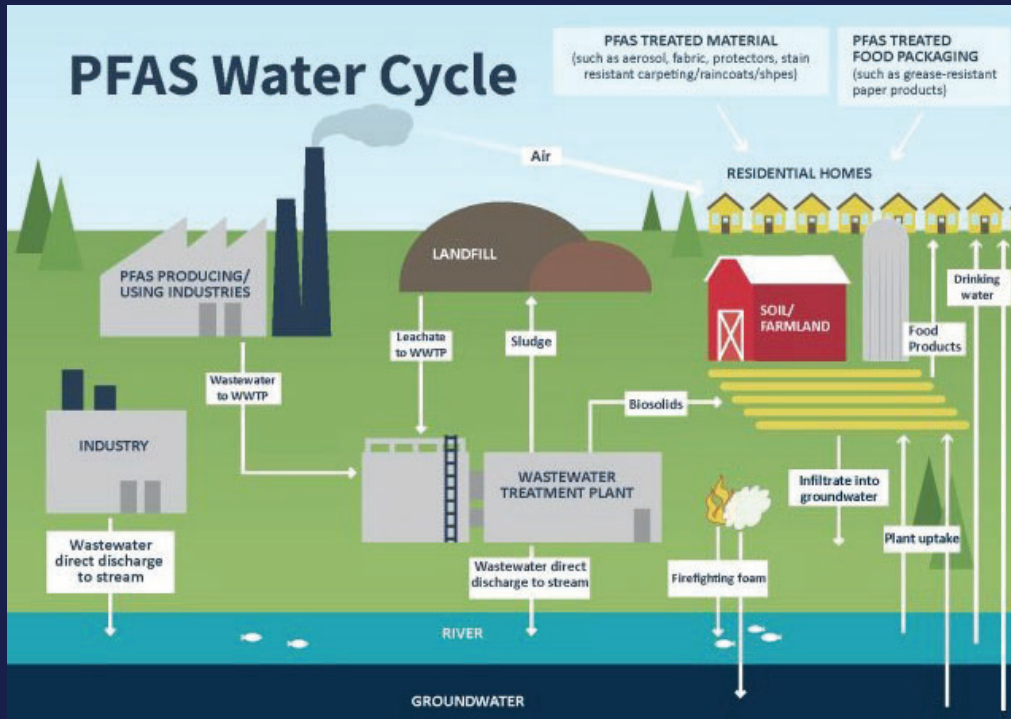 PFAS Water Cycle
PFAS TREATED MATERIAL
(such as aerosol, fabric, protectors, stain
resistant carpeting/raincoats/shpes)
PFAS TREATED
FOOD PACKAGING
(such as grease-resistant
paper products)
Air
RESIDENTIAL HOMES
LANDFILL
PFAS PRODUCING/
USING INDUSTRIES
Drinking
water
SOIL/
FARMLAND
Food
Products
Leachate
to WWTP
Sludge
Wastewater
to WWTP
Biosolids
INDUSTRY
WASTEWATER
TREATMENT PLANT
Infiltrate into
groundwater
Plant uptake
Wastewater
direct discharge
to stream
Wastewater direct
discharge to stream
Firefighting foam
RIVER
GROUNDWATER